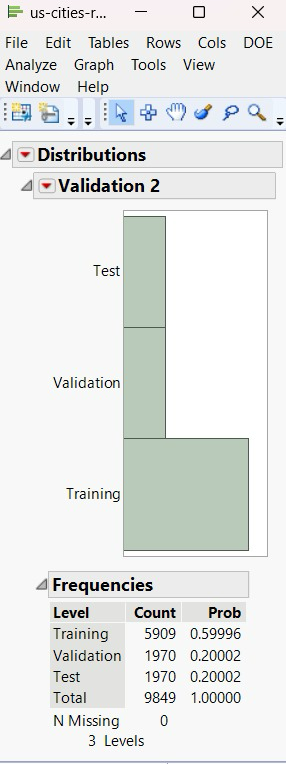 us-cities-r...
File Edit Tables Rows Cols DOE
Analyze Graph Tools View
Window Help
Distributions
Validation 2
Test
Validation
Training
Frequencies
Level Count Prob
Training 5909 0.59996
Validation 1970 0.20002
Test 1970 0.20002
Total 9849 1.00000
N Missing 0
3 Levels